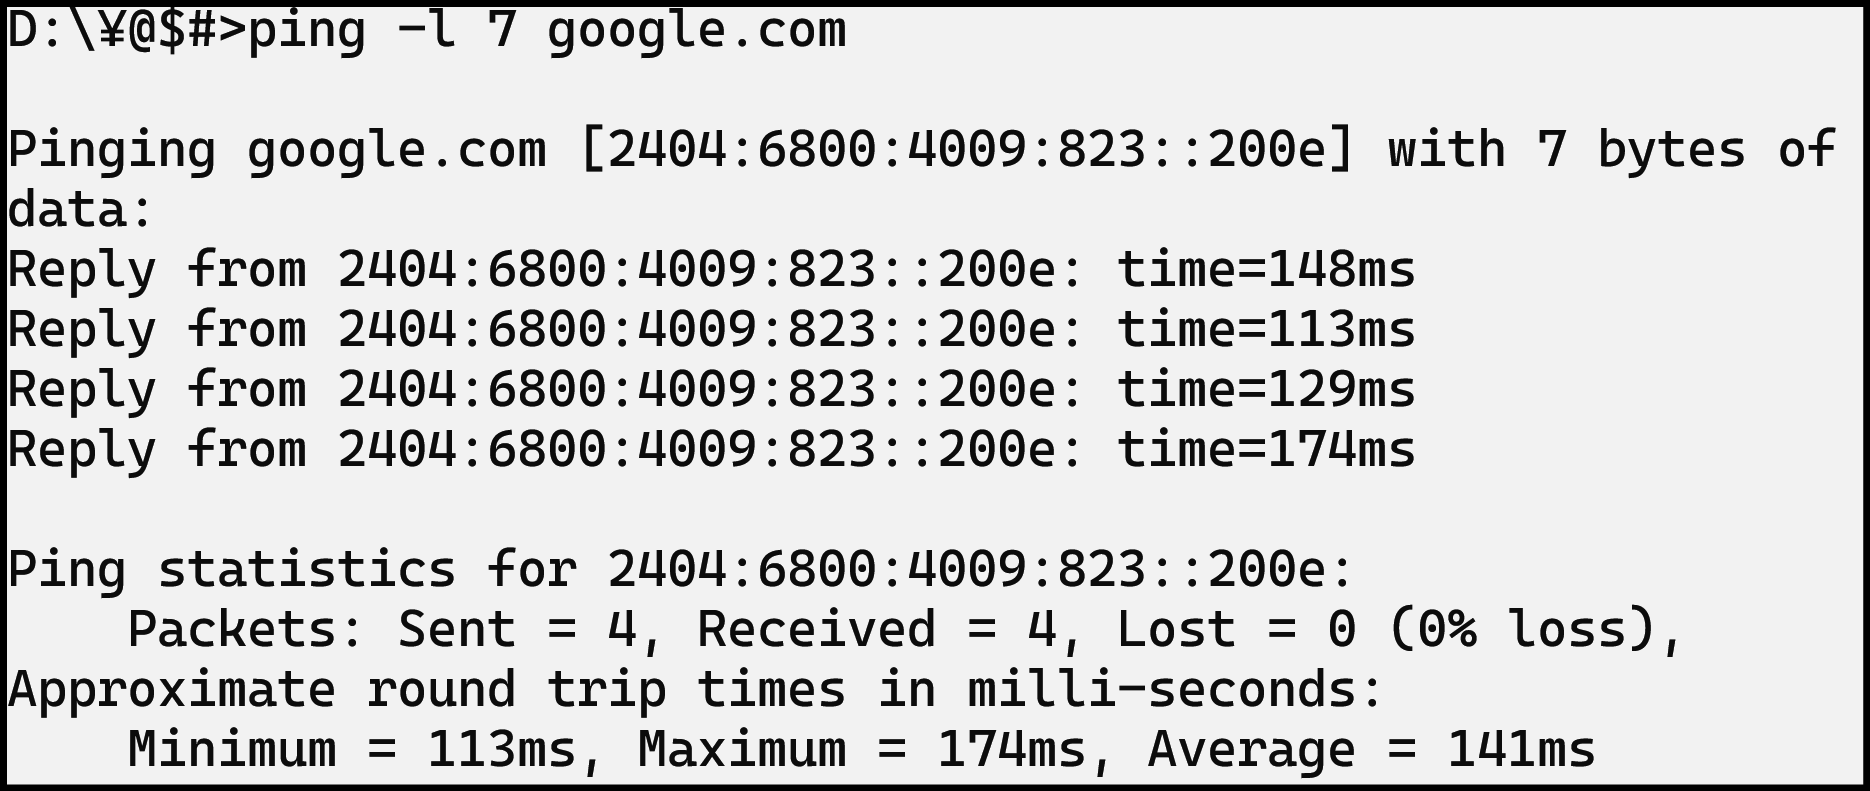 D:\¥@$#>ping -l 7 google.com
Pinging google.com [2404:6800:4009:823::200e] with 7 bytes of
data:
Reply from 2404:6800:4009:823::200e: time=148ms
Reply from 2404:6800:4009:823::200e: time=113ms
Reply from 2404:6800:4009:823::200e: time=129ms
Reply from 2404:6800:4009:823::200e: time=174ms
Ping statistics for 2404:6800:4009:823::200e:
    Packets: Sent = 4, Received = 4, Lost = 0 (0% loss),
Approximate round trip times in milli-seconds:
    Minimum = 113ms, Maximum = 174ms, Average = 141ms